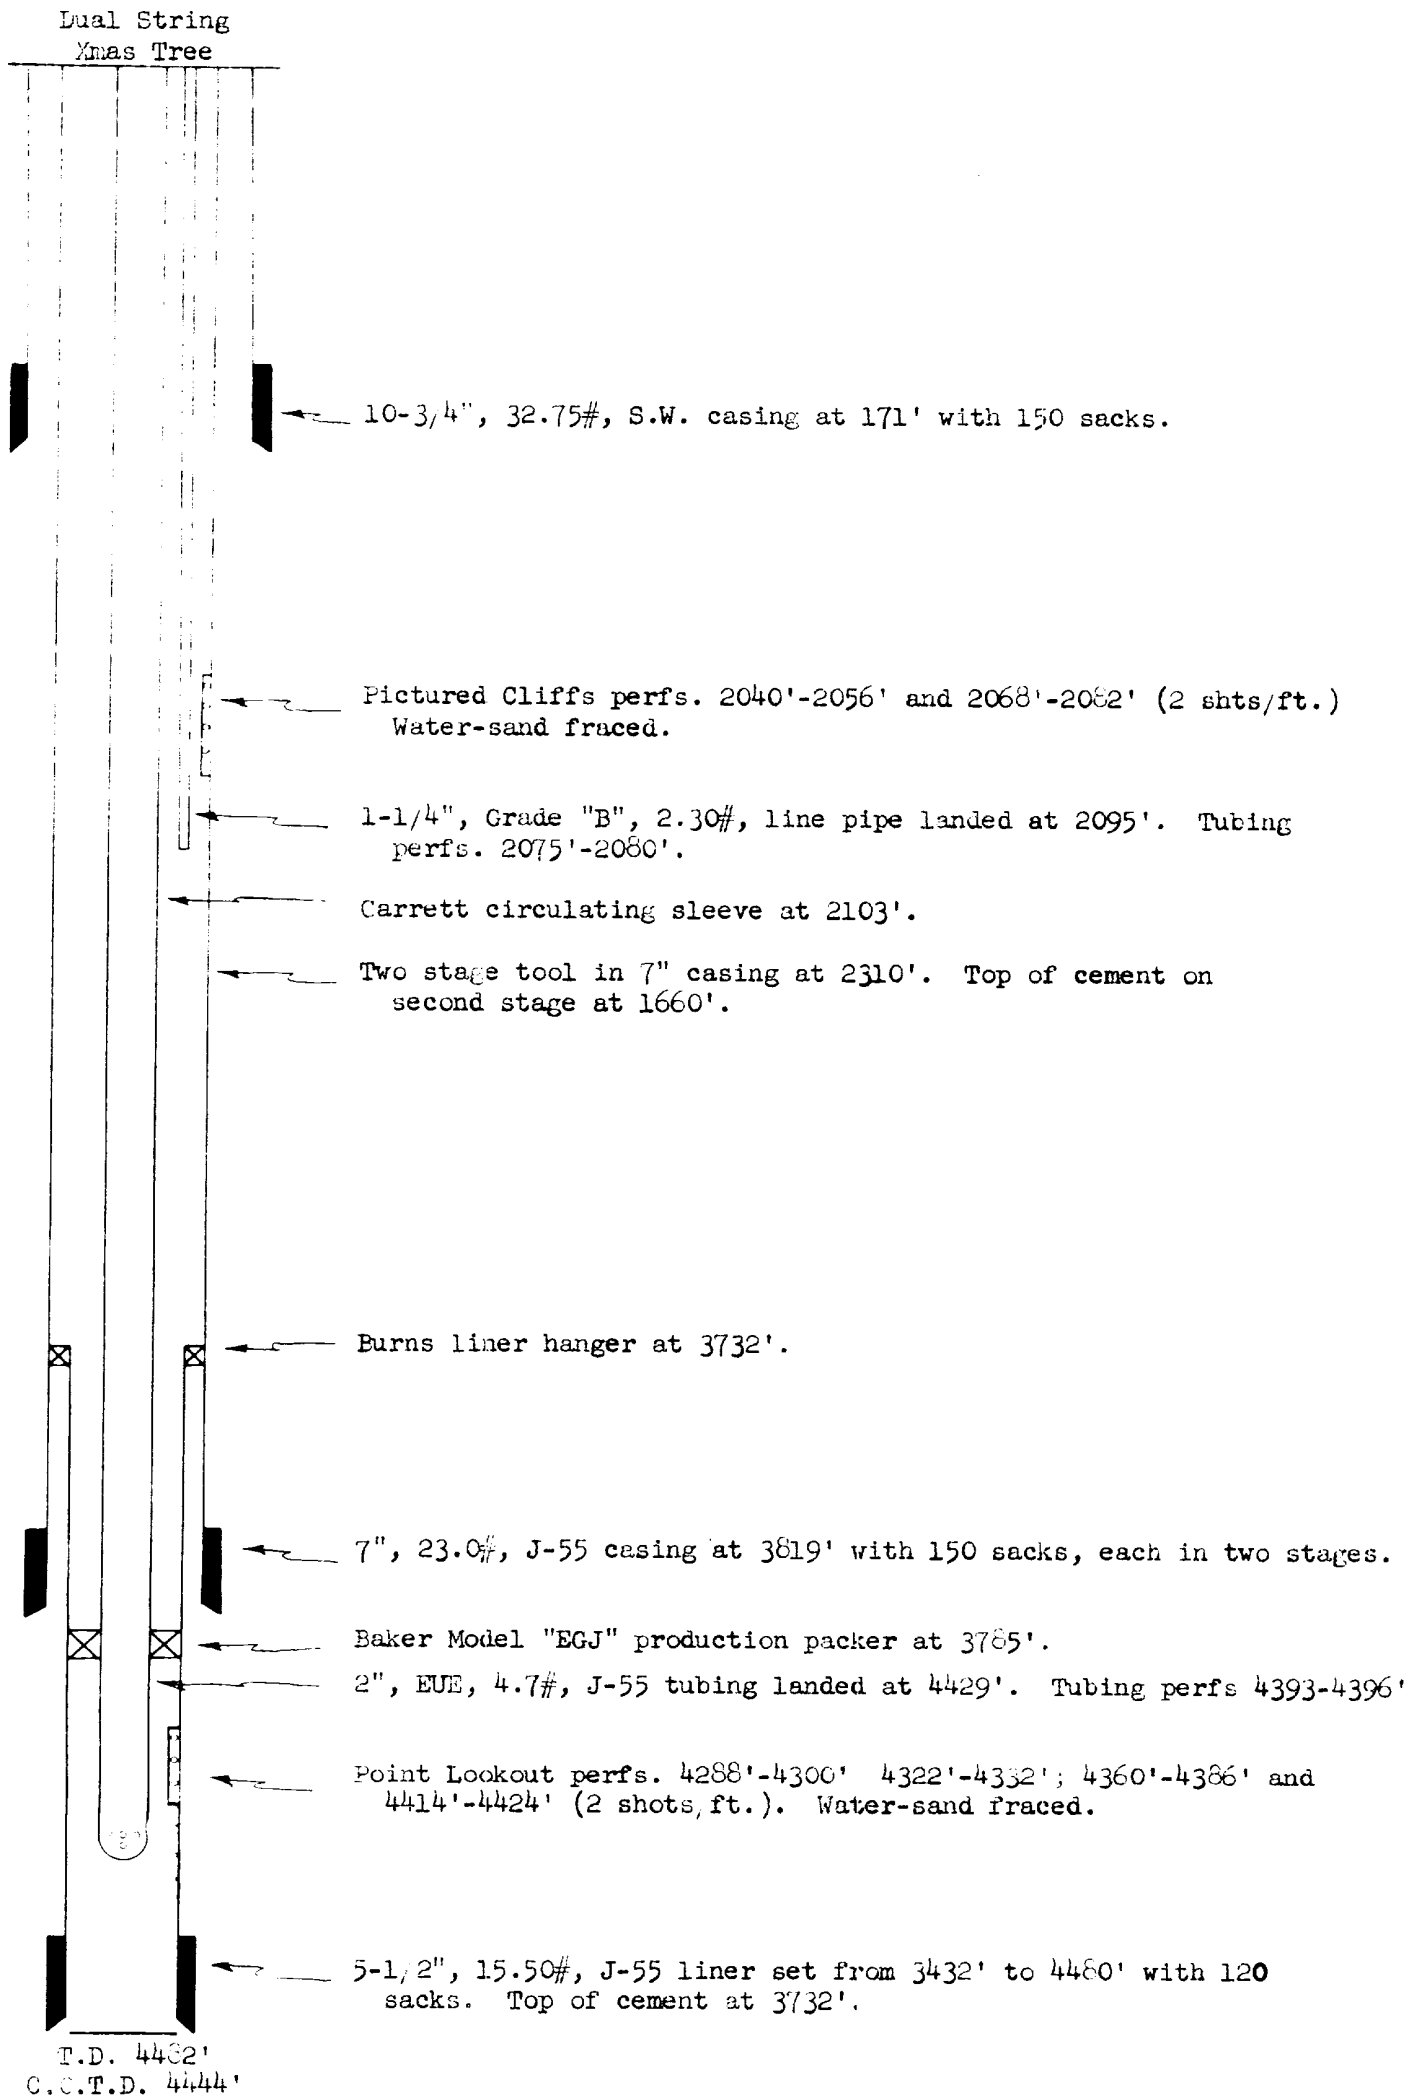 Dual String
Xmas Tree
10-3/4", 32.75#, S.W. casing at 171' with 150 sacks.
Pictured Cliffs perfs. 2040'-2056' and 2068'-2082' (2 shts/ft.)
Water-sand fraced.
1-1/4", Grade "B", 2.30#, line pipe landed at 2095'. Tubing
perfs. 2075'-2080'.
Carrett circulating sleeve at 2103'.
Two stage tool in 7" casing at 2310'. Top of cement on
second stage at 1660'.
Burns liner hanger at 3732'.
7", 23.0#, J-55 casing at 3819' with 150 sacks, each in two stages.
Baker Model "EGJ" production packer at 3785'.
2", EUE, 4.7#, J-55 tubing landed at 4429'. Tubing perfs 4393-4396'
Point Lookout perfs. 4288'-4300' 4322'-4332'; 4360'-4386' and
4414'-4424' (2 shots/ft.). Water-sand fraced.
5-1/2", 15.50#, J-55 liner set from 3432' to 4480' with 120
sacks. Top of cement at 3732'.
T.D. 4482'
C.O.T.D. 4444'